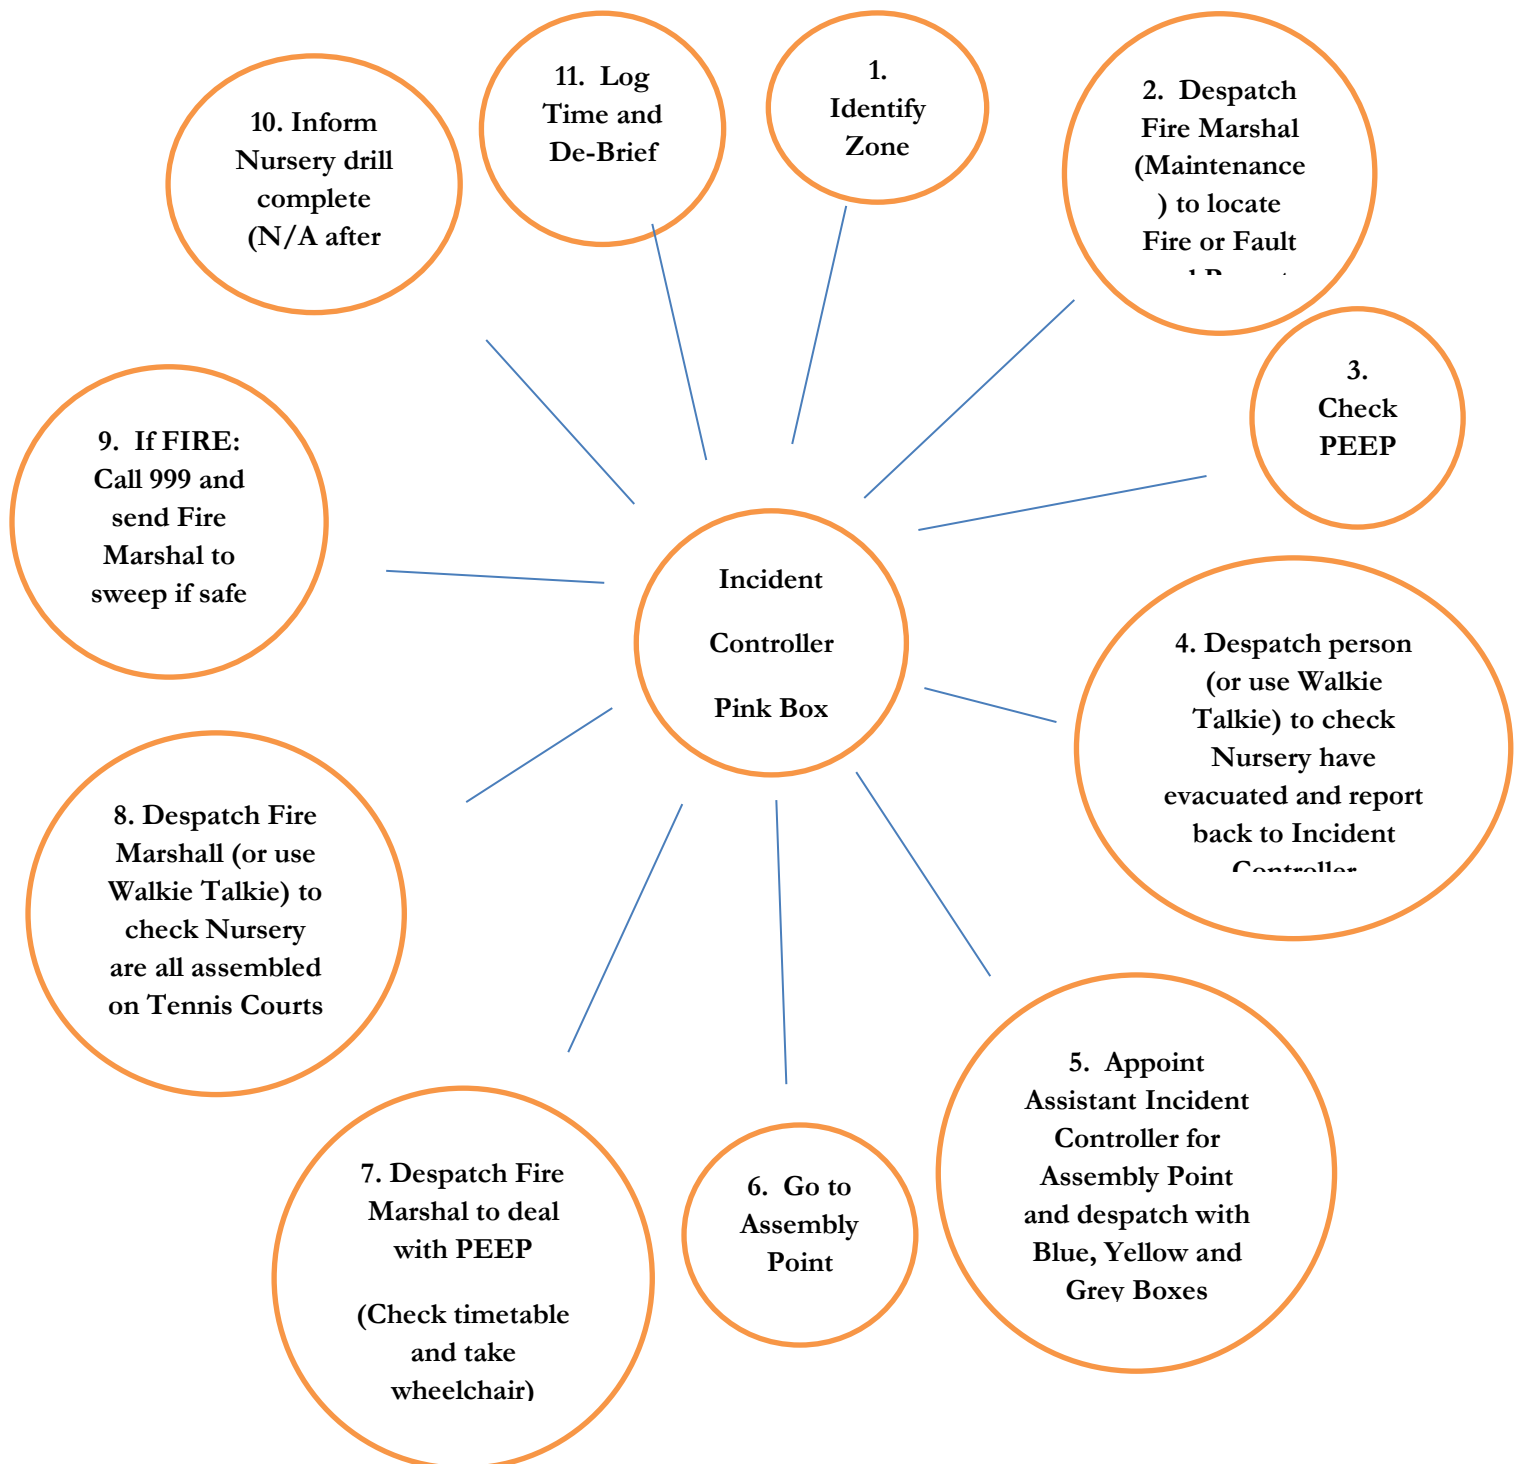 1.
Identify
Zone
2. Despatch
Fire Marshal
(Maintenance
) to locate
Fire or Fault
3.
Check
PEEP
4. Despatch person
(or use Walkie
Talkie) to check
Nursery have
evacuated and report
back to Incident
Controller
5. Appoint
Assistant Incident
Controller for
Assembly Point
and despatch with
Blue, Yellow and
Grey Boxes
6. Go to
Assembly
Point
7. Despatch Fire
Marshal to deal
with PEEP
(Check timetable
and take
wheelchair)
8. Despatch Fire
Marshall (or use
Walkie Talkie) to
check Nursery
are all assembled
on Tennis Courts
9. If FIRE:
Call 999 and
send Fire
Marshal to
sweep if safe
10. Inform
Nursery drill
complete
(N/A after
11. Log
Time and
De-Brief
Incident
Controller
Pink Box